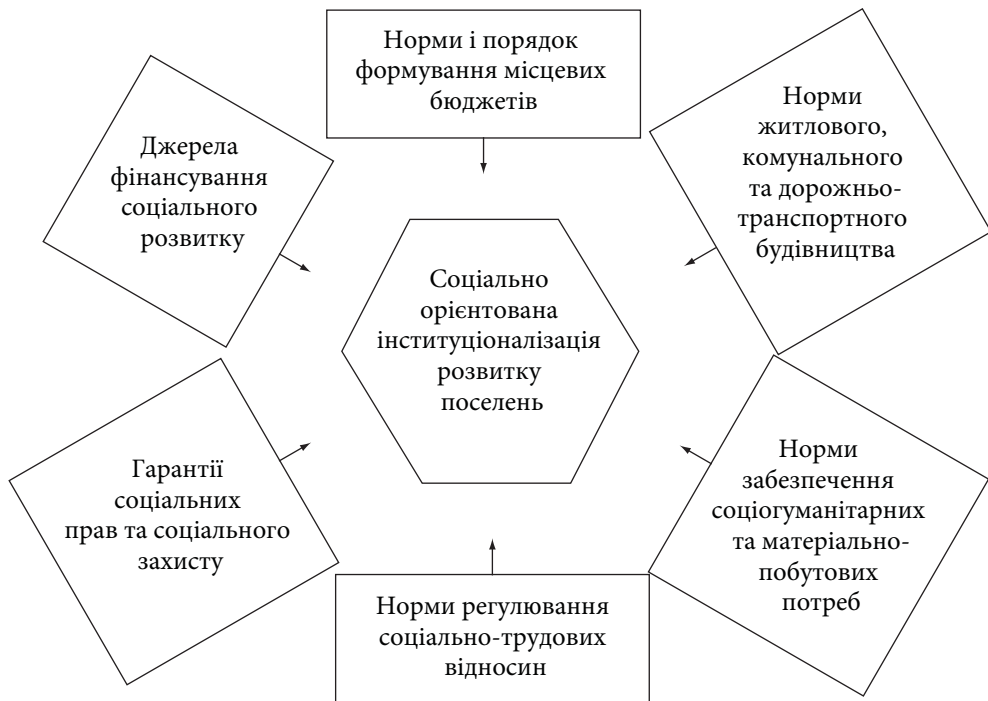 Норми і порядок
формування місцевих
бюджетів
Джерела
фінансування
соціального
розвитку
Норми
житлового,
комунального
та дорожньо-
транспортного
будівництва
Соціально
орієнтована
інституціоналізація
розвитку
поселень
Гарантії
соціальних
прав та соціального
захисту
Норми
забезпечення
соціогуманітарних
та матеріально-
побутових
потреб
Норми регулювання
соціально-трудових
відносин